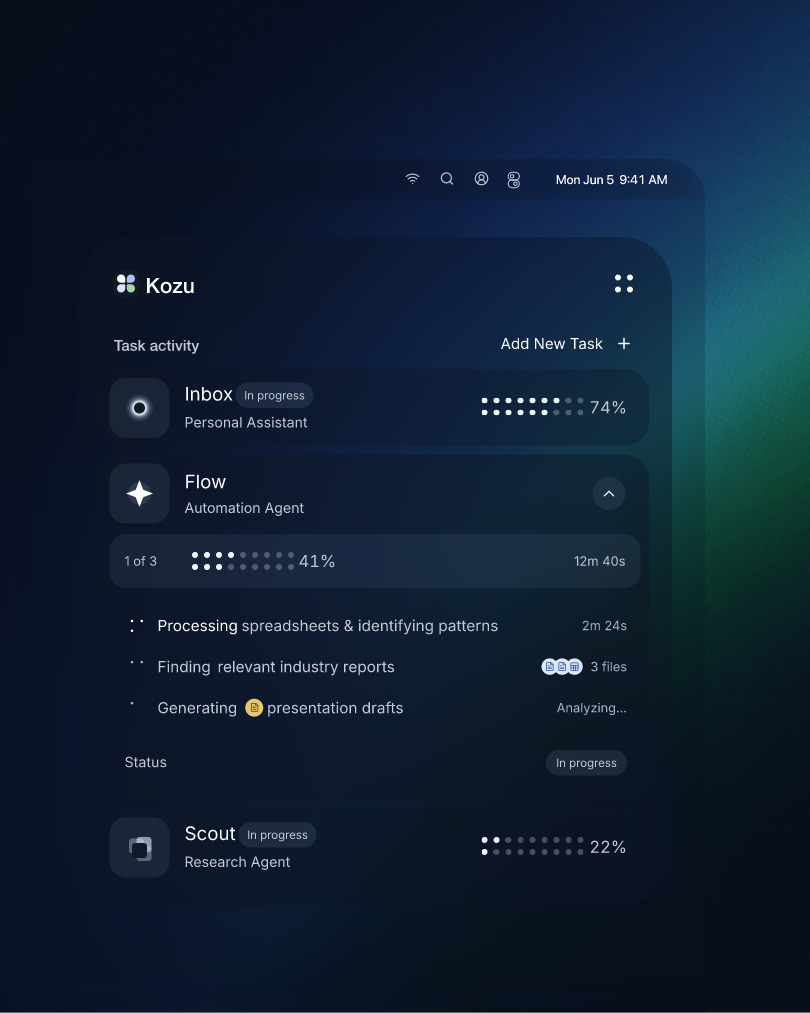 Mon Jun 5 9:41 AM
Kozu
Task activity
Add New Task +
Inbox In progress
Personal Assistant
74%
Flow
Automation Agent
1 of 3 41% 12m 40s
Processing spreadsheets & identifying patterns 2m 24s
Finding relevant industry reports 3 files
Generating presentation drafts Analyzing...
Status In progress
Scout In progress
Research Agent
22%